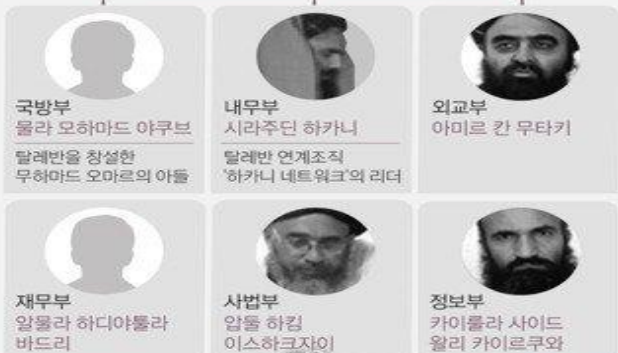 국방부
물라 모하마드 야쿠브
탈레반을 창설한
무하마드 오마르의 아들
내무부
시라주딘 하카니
탈레반 연계조직
'하카니 네트워크'의 리더
외교부
아미르 칸 무타키
재무부
알물라 하디야툴라
바드리
사법부
압둘 하킴
이스하크자이
정보부
카이룰라 사이드
왈리 카이르쿠와